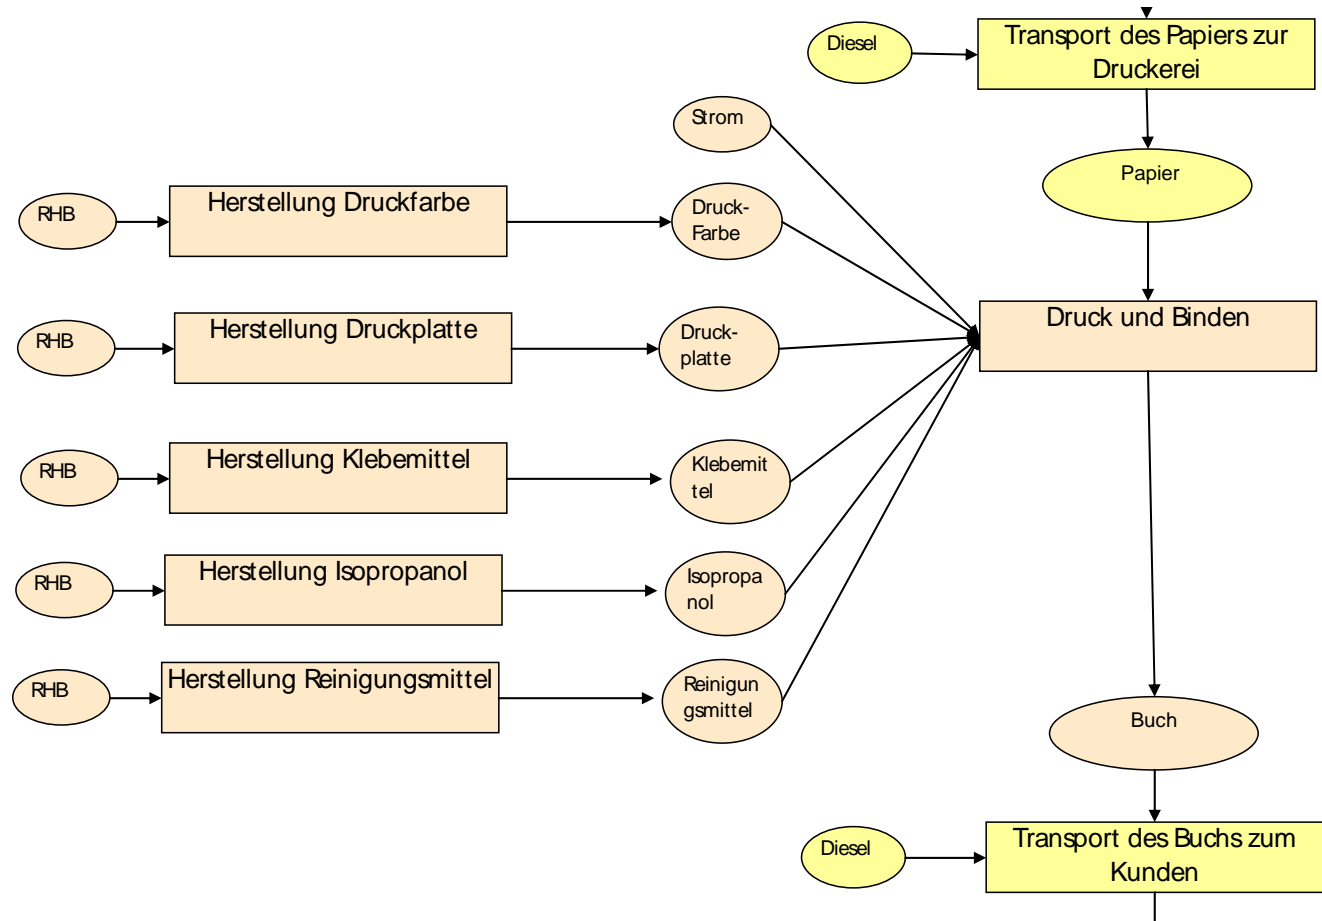 Diesel
Transport des Papiers zur
Druckerei
Strom
Papier
RHB
Herstellung Druckfarbe
Druck-
Farbe
RHB
Herstellung Druckplatte
Druck-
platte
Druck und Binden
RHB
Herstellung Klebemittel
Klebemit
tel
RHB
Herstellung Isopropanol
Isopropa
nol
RHB
Herstellung Reinigungsmittel
Reinigun
gsmittel
Buch
Diesel
Transport des Buchs zum
Kunden